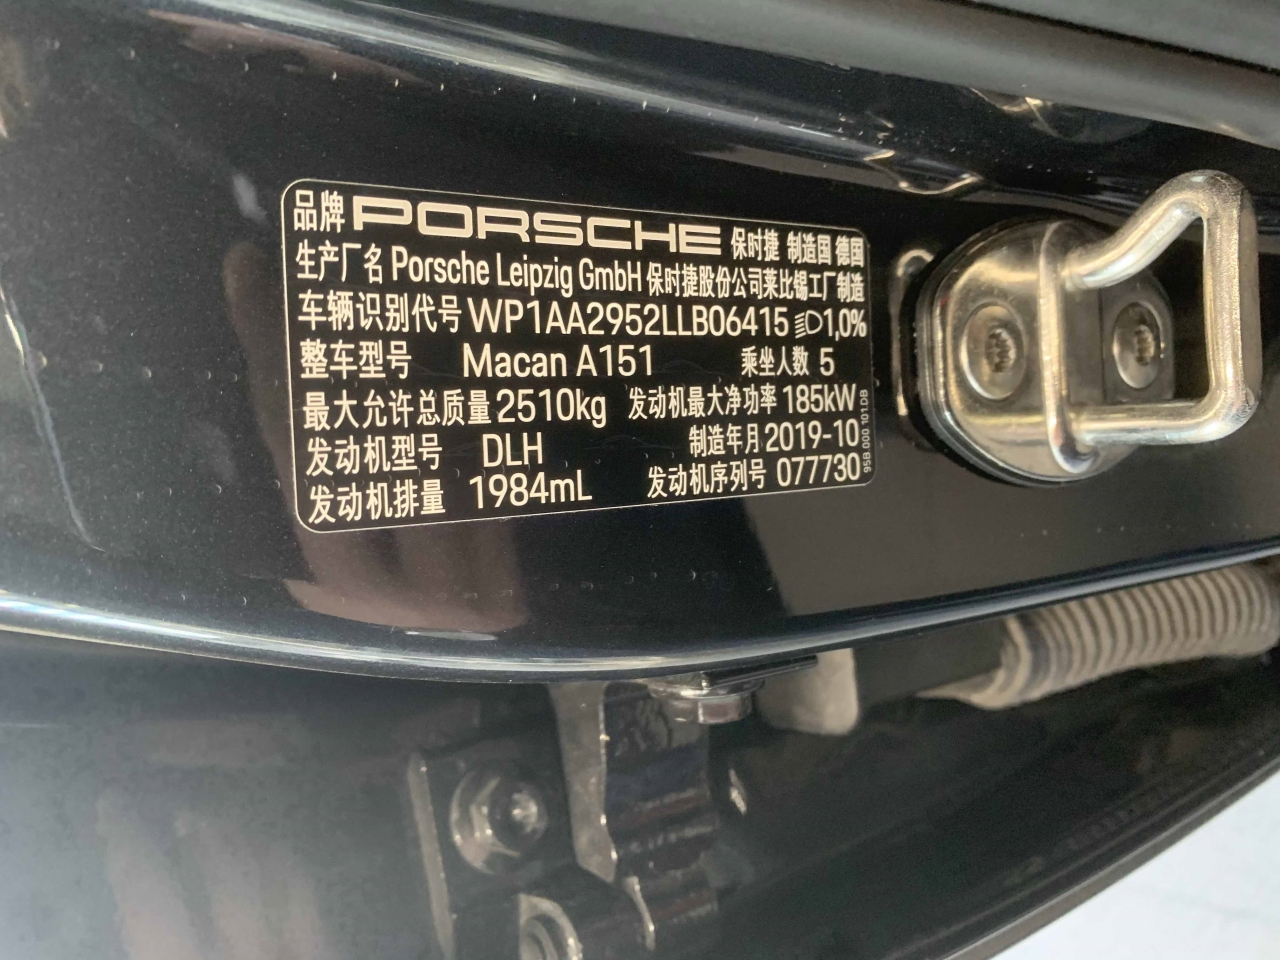 品牌 PORSCHE 保时捷 制造国 德国
生产厂名 Porsche Leipzig GmbH 保时捷股份公司莱比锡工厂制造
车辆识别代号 WP1AA2952LLB06415 1,0%
整车型号 Macan A151 乘坐人数 5
最大允许总质量 2510kg 发动机最大净功率 185kW
发动机型号 DLH 制造年月 2019-10
发动机排量 1984mL 发动机序列号 077730
95B.000.101.DB